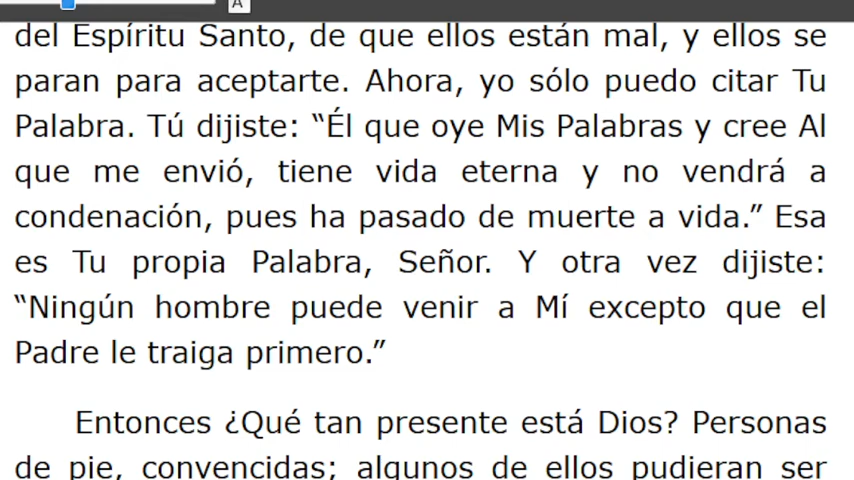 A
del Espíritu Santo, de que ellos están mal, y ellos se
paran para aceptarte. Ahora, yo sólo puedo citar Tu
Palabra. Tú dijiste: “Él que oye Mis Palabras y cree Al
que me envió, tiene vida eterna y no vendrá a
condenación, pues ha pasado de muerte a vida.” Esa
es Tu propia Palabra, Señor. Y otra vez dijiste:
“Ningún hombre puede venir a Mí excepto que el
Padre le traiga primero.”
Entonces ¿Qué tan presente está Dios? Personas
de pie, convencidas; algunos de ellos pudieran ser